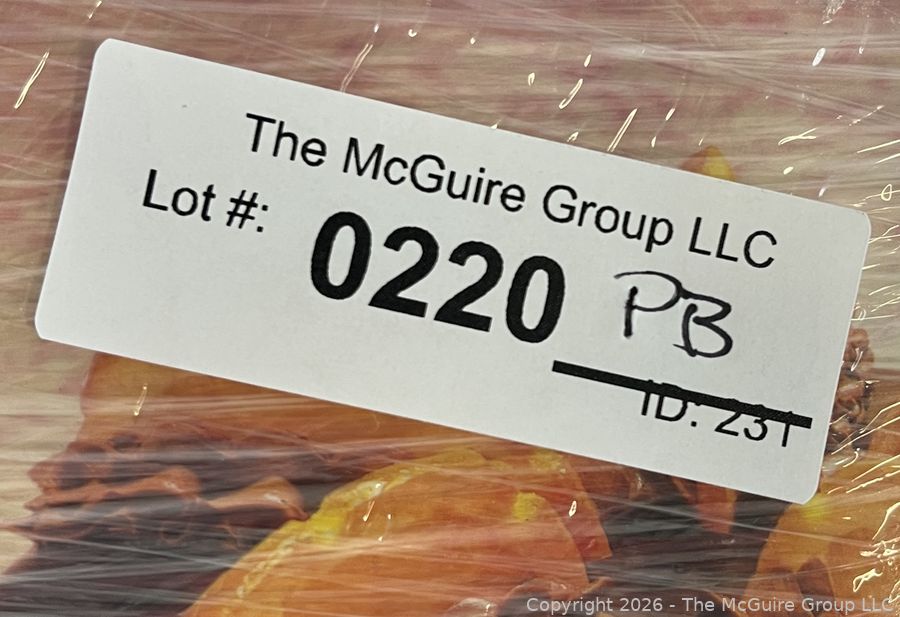 The McGuire Group LLC
Lot #:
0220
PB
ID: 231
Copyright 2026 - The McGuire Group LLC